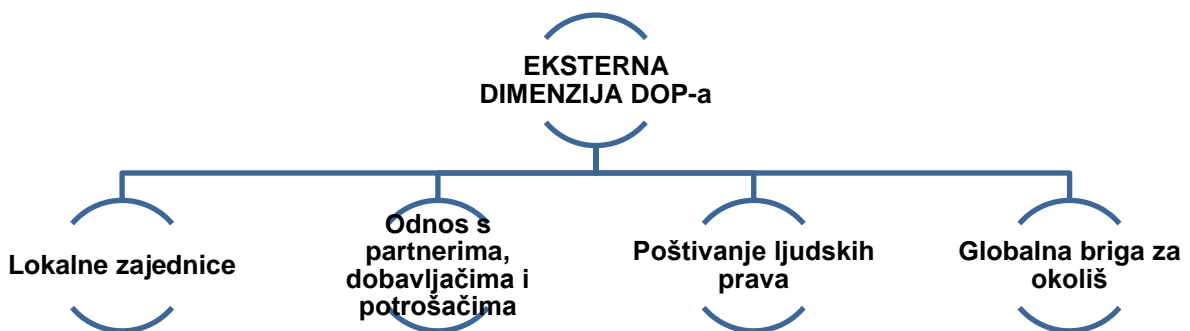 EKSTERNA
DIMENZIJA DOP-a
Lokalne zajednice
Odnos s
partnerima,
dobavljačima i
potrošačima
Poštivanje ljudskih
prava
Globalna briga za
okoliš